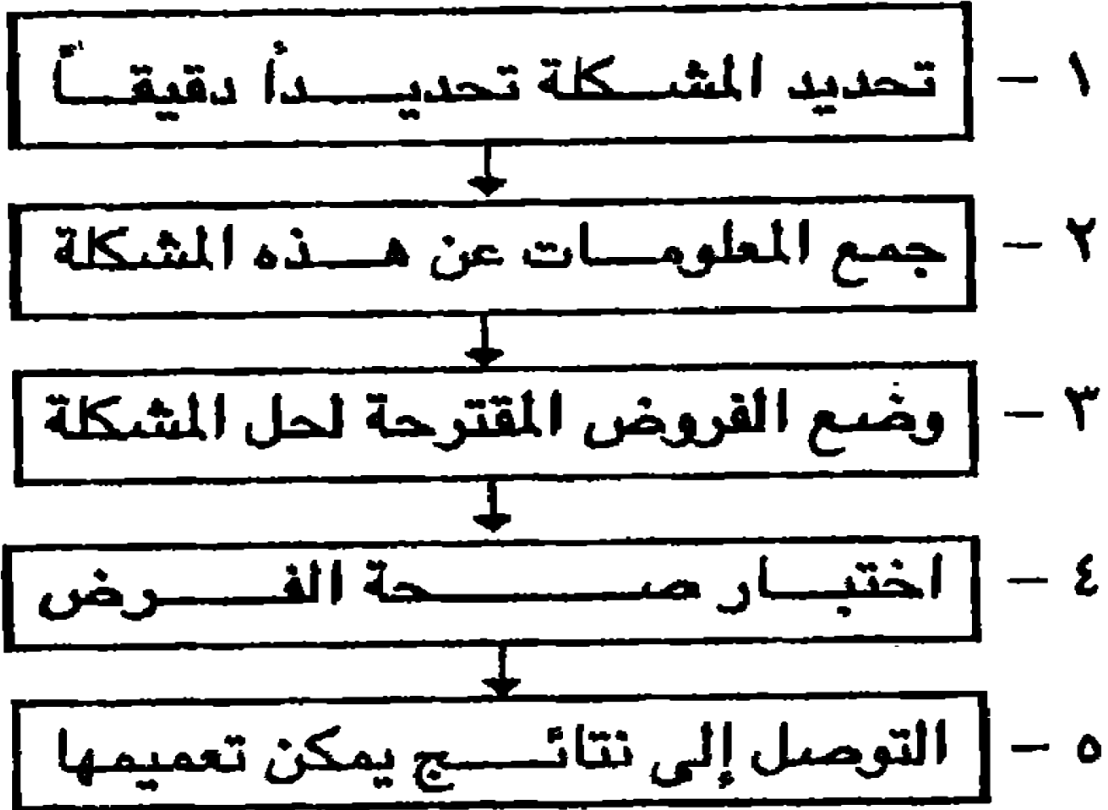 ١ - تحديد المشكلة تحديداً دقيقاً
٢ - جمع المعلومات عن هذه المشكلة
٣ - وضع الفروض المقترحة لحل المشكلة
٤ - اختبار صحة الفرض
٥ - التوصل إلى نتائج يمكن تعميمها